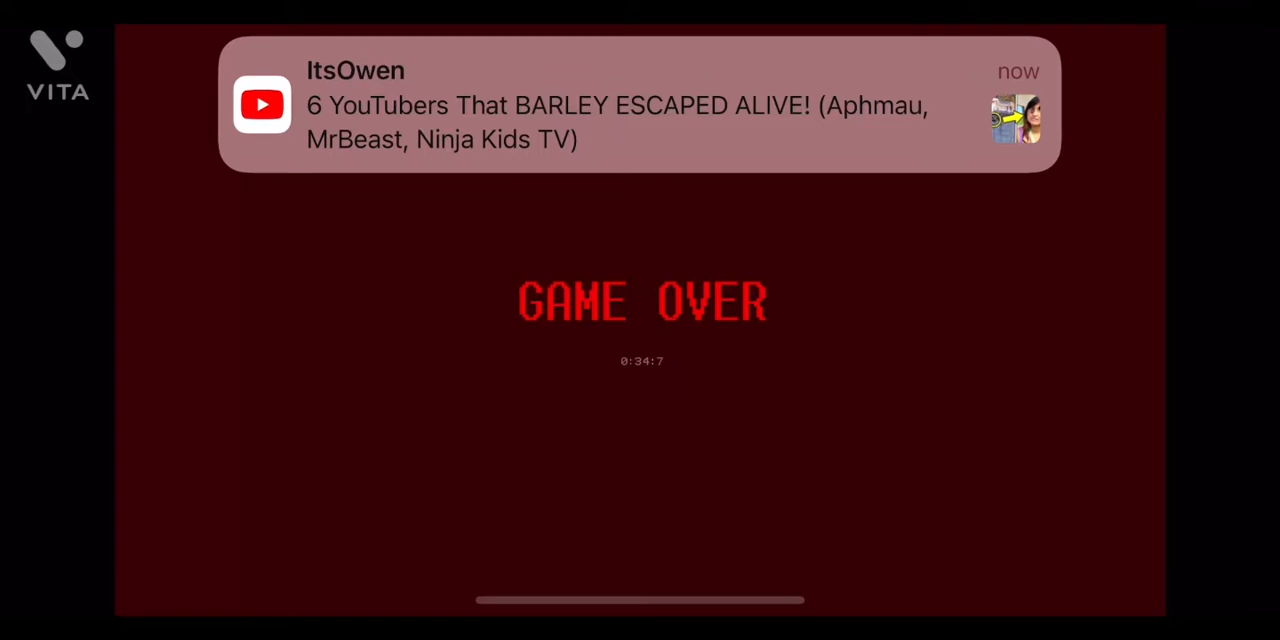 VITA
ItsOwen
now
6 YouTubers That BARLEY ESCAPED ALIVE! (Aphmau,
MrBeast, Ninja Kids TV)
GAME OVER
0:34:7